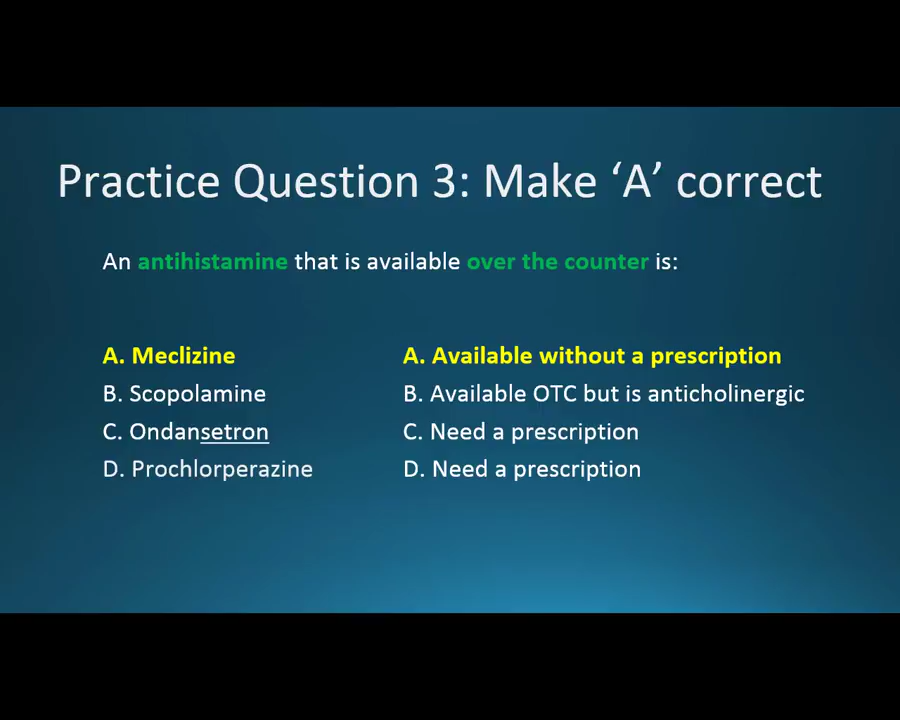 Practice Question 3: Make ‘A’ correct
An antihistamine that is available over the counter is:
A. Meclizine
B. Scopolamine
C. Ondansetron
D. Prochlorperazine
A. Available without a prescription
B. Available OTC but is anticholinergic
C. Need a prescription
D. Need a prescription